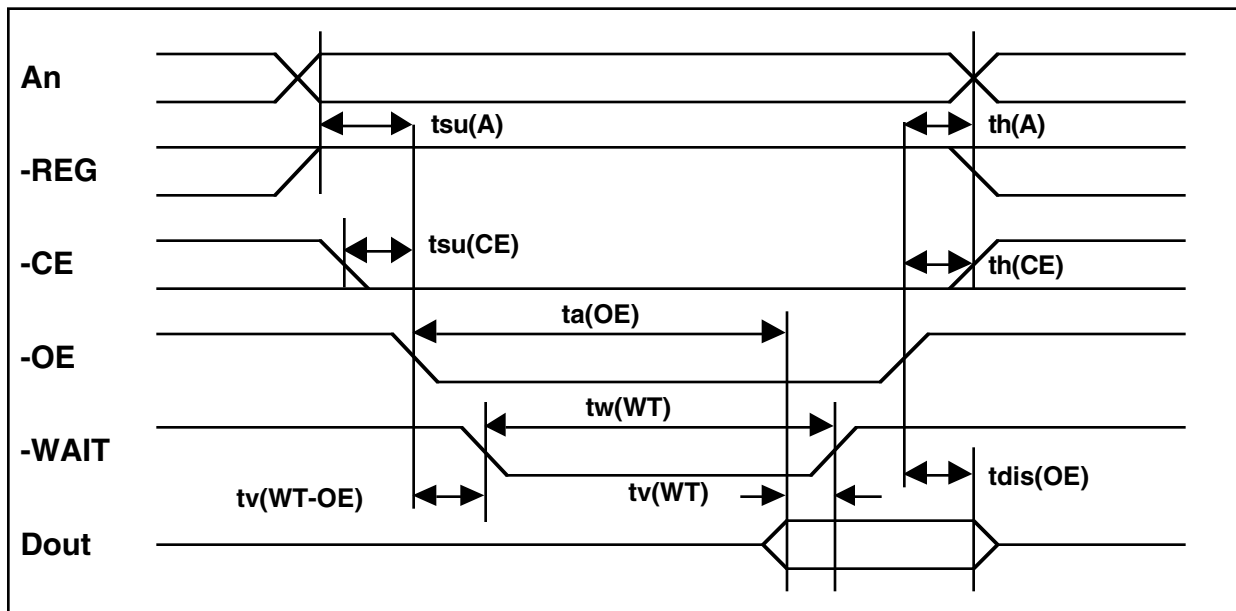 An
tsu(A)
th(A)
-REG
-CE
tsu(CE)
th(CE)
ta(OE)
-OE
tw(WT)
-WAIT
tv(WT-OE)
tv(WT)
tdis(OE)
Dout